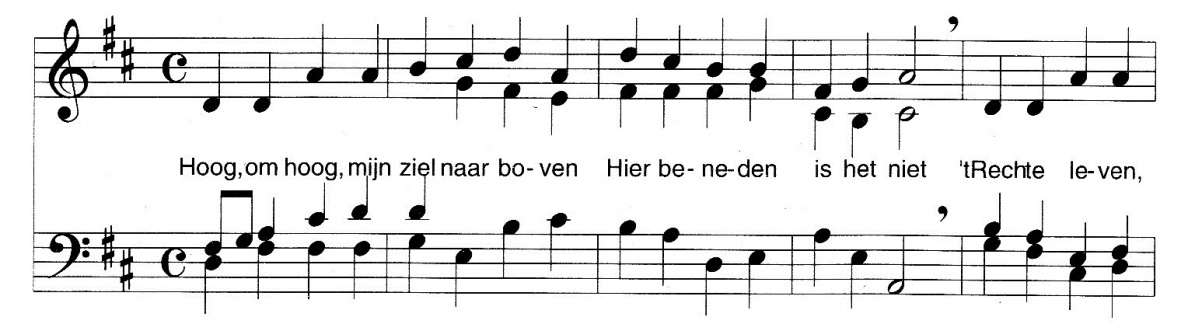 Hoog, om hoog, mijn ziel naar bo- ven Hier be- ne- den is het niet 'tRechte le- ven,